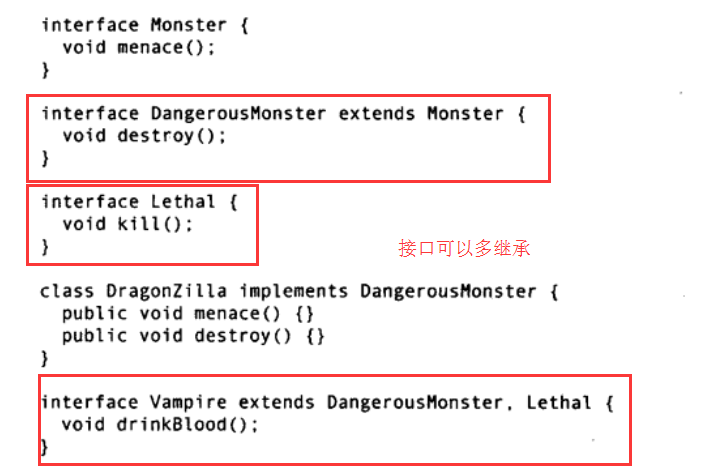 interface Monster {
  void menace();
}
interface DangerousMonster extends Monster {
  void destroy();
}
interface Lethal {
  void kill();
}
接口可以多继承
class DragonZilla implements DangerousMonster {
  public void menace() {}
  public void destroy() {}
}
interface Vampire extends DangerousMonster, Lethal {
  void drinkBlood();
}